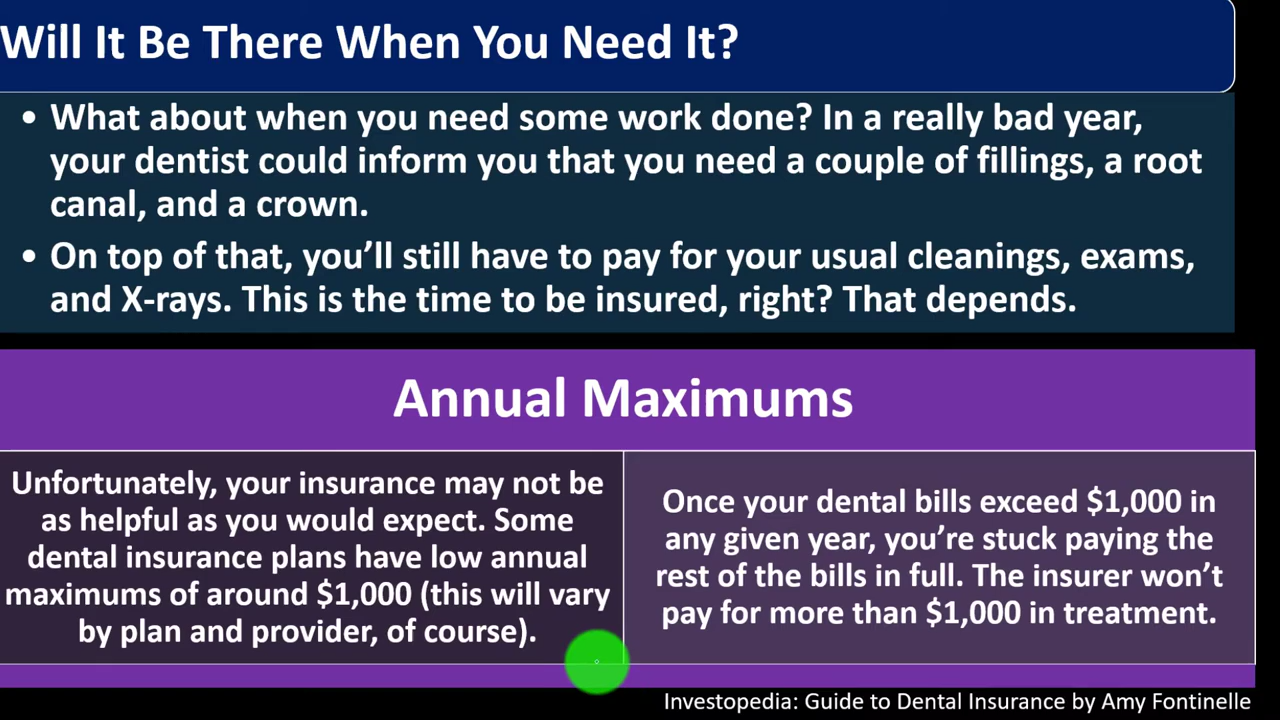 Will It Be There When You Need It?
• What about when you need some work done? In a really bad year,
your dentist could inform you that you need a couple of fillings, a root
canal, and a crown.
• On top of that, you’ll still have to pay for your usual cleanings, exams,
and X-rays. This is the time to be insured, right? That depends.
Annual Maximums
Unfortunately, your insurance may not be
as helpful as you would expect. Some
dental insurance plans have low annual
maximums of around $1,000 (this will vary
by plan and provider, of course).
Once your dental bills exceed $1,000 in
any given year, you’re stuck paying the
rest of the bills in full. The insurer won’t
pay for more than $1,000 in treatment.
Investopedia: Guide to Dental Insurance by Amy Fontinelle